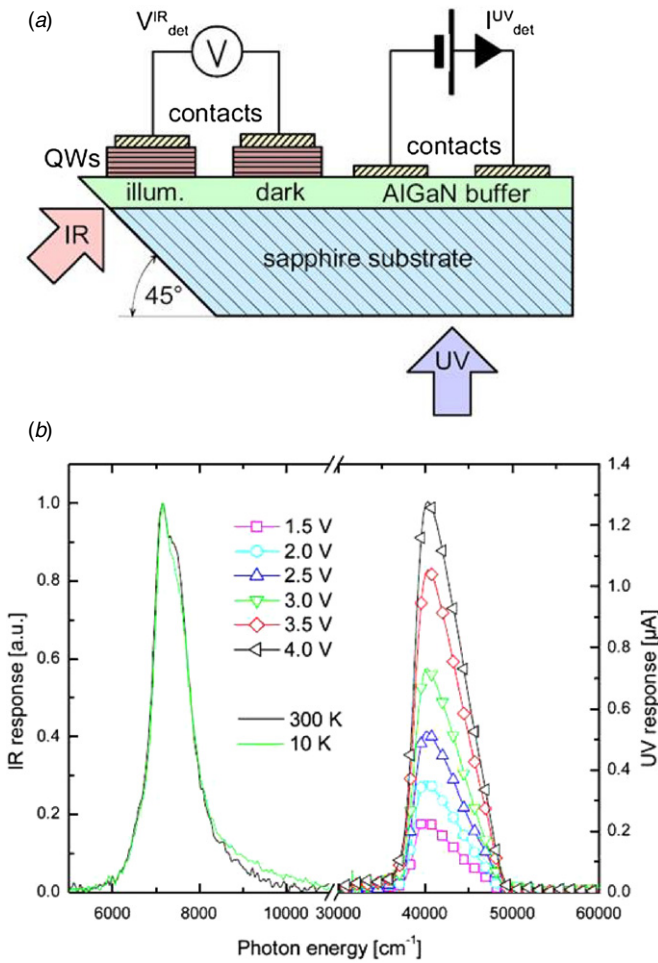 (a)
V^IR_det
I^UV_det
V
contacts
contacts
QWs
illum.
dark
AlGaN buffer
IR
sapphire substrate
45°
UV
(b)
1.0
0.8
0.6
0.4
0.2
0.0
IR response [a.u.]
1.5 V
2.0 V
2.5 V
3.0 V
3.5 V
4.0 V
300 K
10 K
1.4
1.2
1.0
0.8
0.6
0.4
0.2
0.0
UV response [µA]
6000 8000 10000 30000 40000 50000 60000
Photon energy [cm⁻¹]